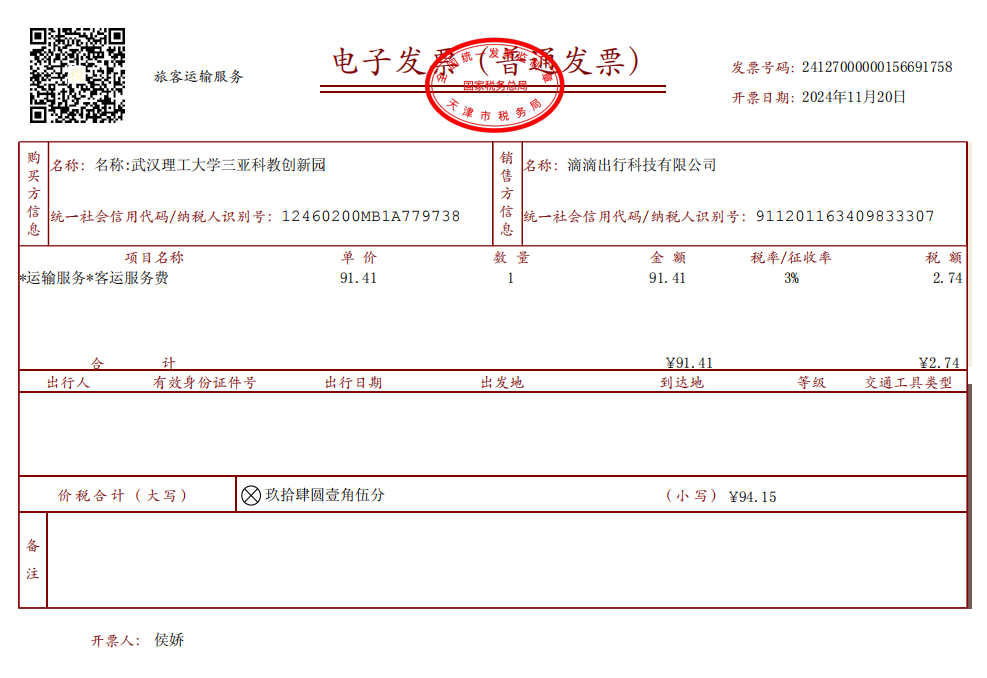 旅客运输服务
电子发票（普通发票）
全国统一发票监制章
国家税务总局
天津市税务局
发票号码：24127000000156691758
开票日期：2024年11月20日
购买方信息
名称：名称:武汉理工大学三亚科教创新园
统一社会信用代码/纳税人识别号：12460200MB1A779738
销售方信息
名称：滴滴出行科技有限公司
统一社会信用代码/纳税人识别号：911201163409833307
项目名称 单价 数量 金额 税率/征收率 税额
*运输服务*客运服务费 91.41 1 91.41 3% 2.74
合计 ¥91.41 ¥2.74
出行人 有效身份证件号 出行日期 出发地 到达地 等级 交通工具类型
价税合计（大写） 玖拾肆圆壹角伍分 （小写）¥94.15
备注
开票人：侯娇